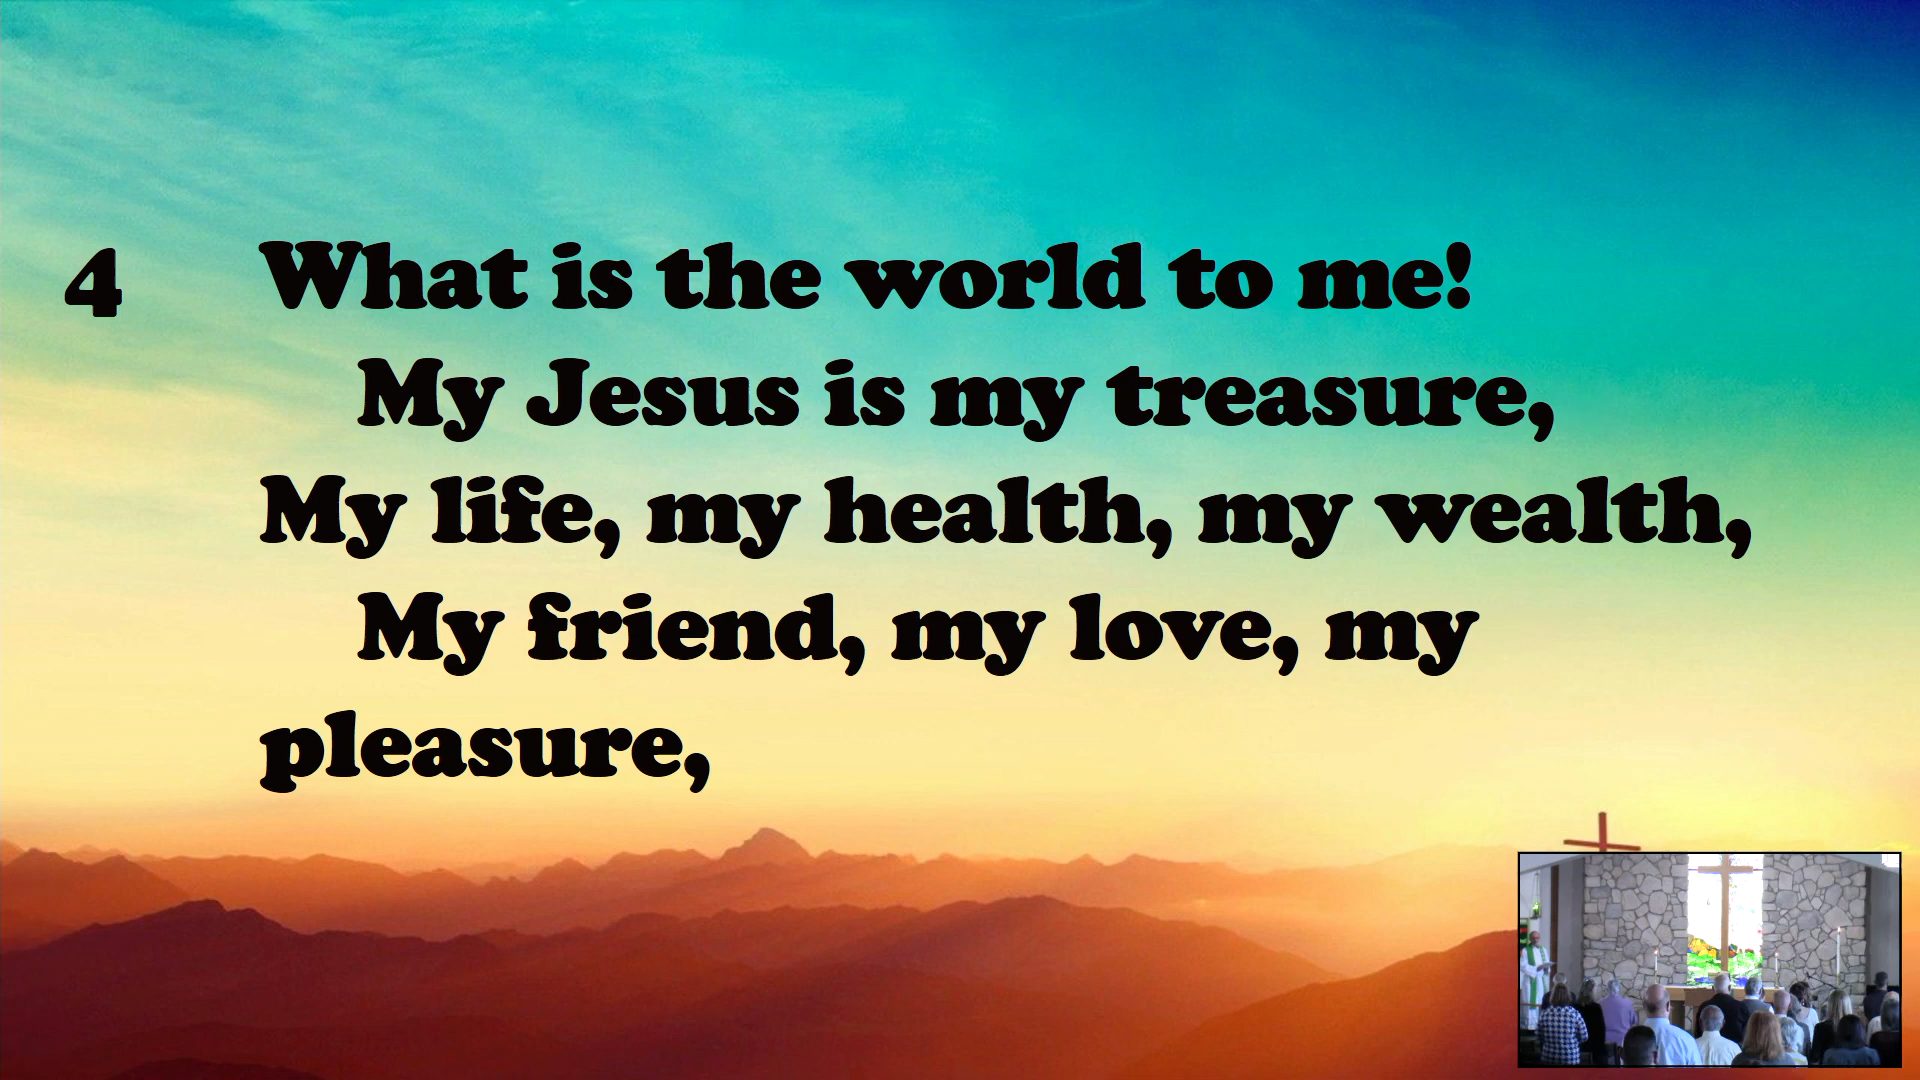 4 What is the world to me!
My Jesus is my treasure,
My life, my health, my wealth,
My friend, my love, my
pleasure,